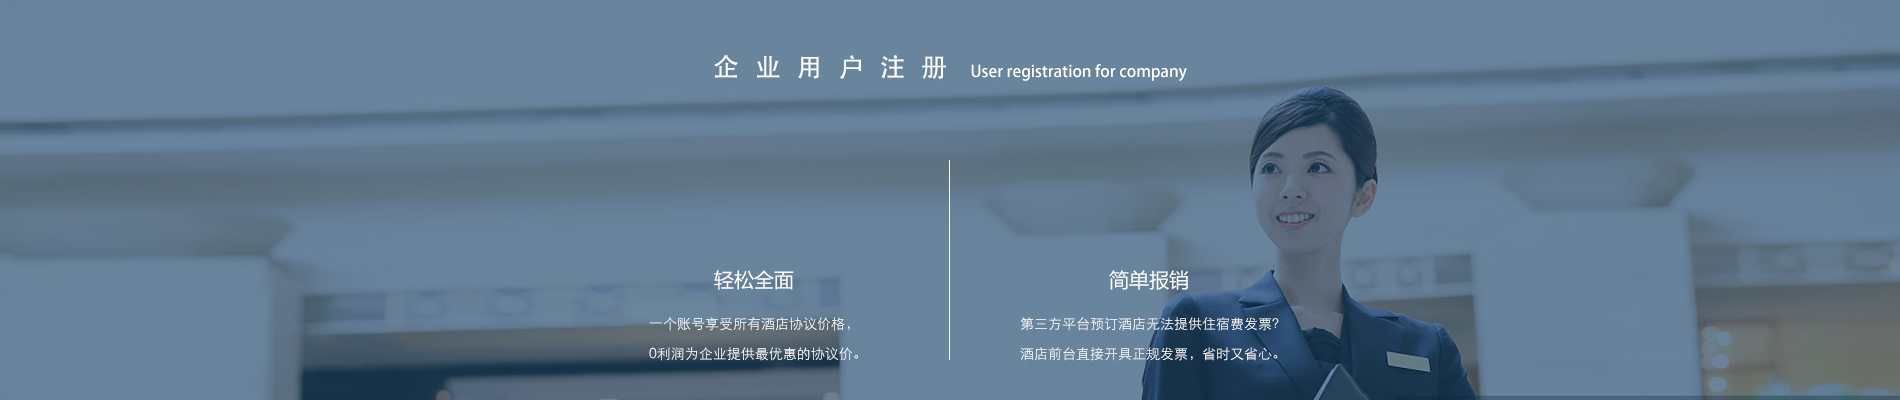 企业用户注册 User registration for company
轻松全面
一个账号享受所有酒店协议价格，
0利润为企业提供最优惠的协议价。
简单报销
第三方平台预订酒店无法提供住宿费发票？
酒店前台直接开具正规发票，省时又省心。